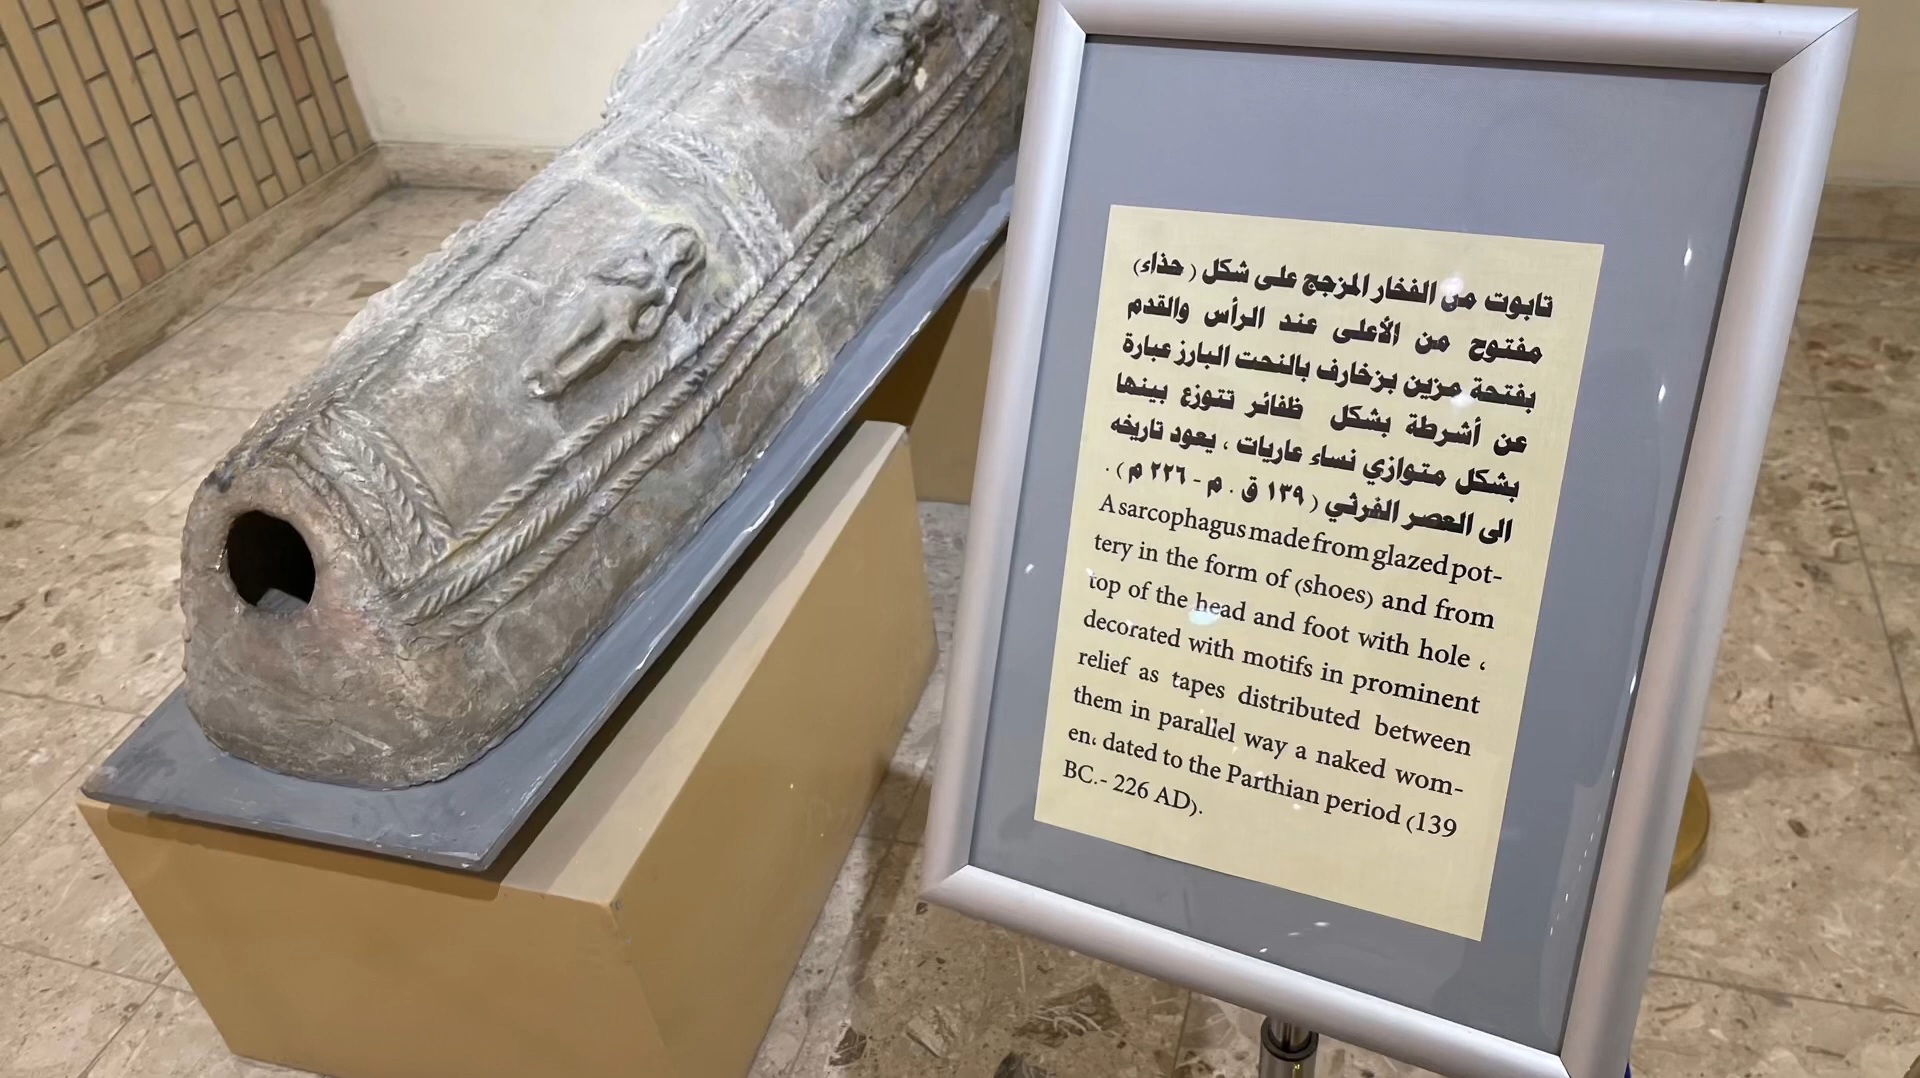 تابوت من الفخار المزجج على شكل (حذاء)
مفتوح من الأعلى عند الرأس والقدم
بفتحة مزين بزخارف بالنحت البارز عبارة
عن أشرطة بشكل ظفائر تتوزع بينها
بشكل متوازي نساء عاريات ، يعود تاريخه
الى العصر الفرثي ( ١٣٩ ق . م - ٢٢٦ م ) .
A sarcophagus made from glazed pot-
tery in the form of (shoes) and from
top of the head and foot with hole ،
decorated with motifs in prominent
relief as tapes distributed between
them in parallel way a naked wom-
en، dated to the Parthian period (139
BC.- 226 AD).